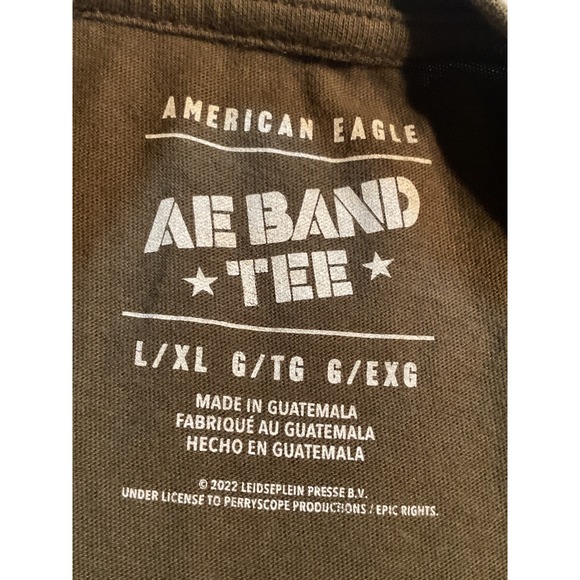 AMERICAN EAGLE
AE BAND
★ TEE ★
L/XL G/TG G/EXG
MADE IN GUATEMALA
FABRIQUÉ AU GUATEMALA
HECHO EN GUATEMALA
© 2022 LEIDSEPLEIN PRESSE B.V.
UNDER LICENSE TO PERRYSCOPE PRODUCTIONS / EPIC RIGHTS.